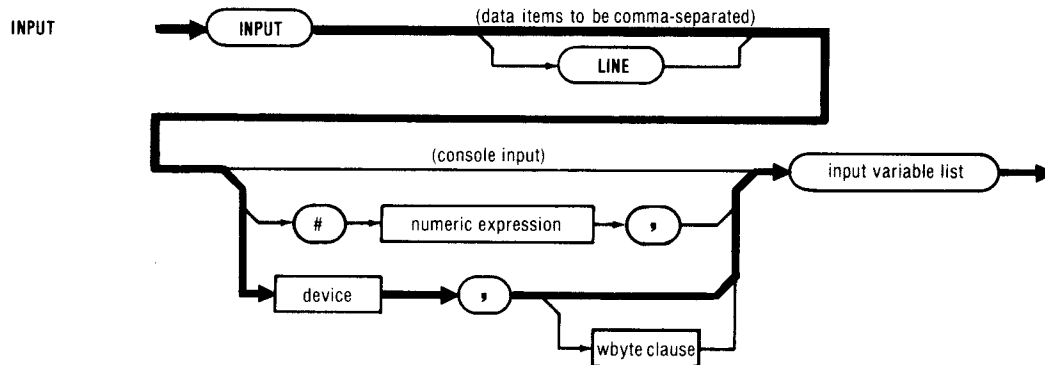 INPUT
INPUT
(data items to be comma-separated)
LINE
(console input)
input variable list
#
numeric expression
,
device
,
wbyte clause